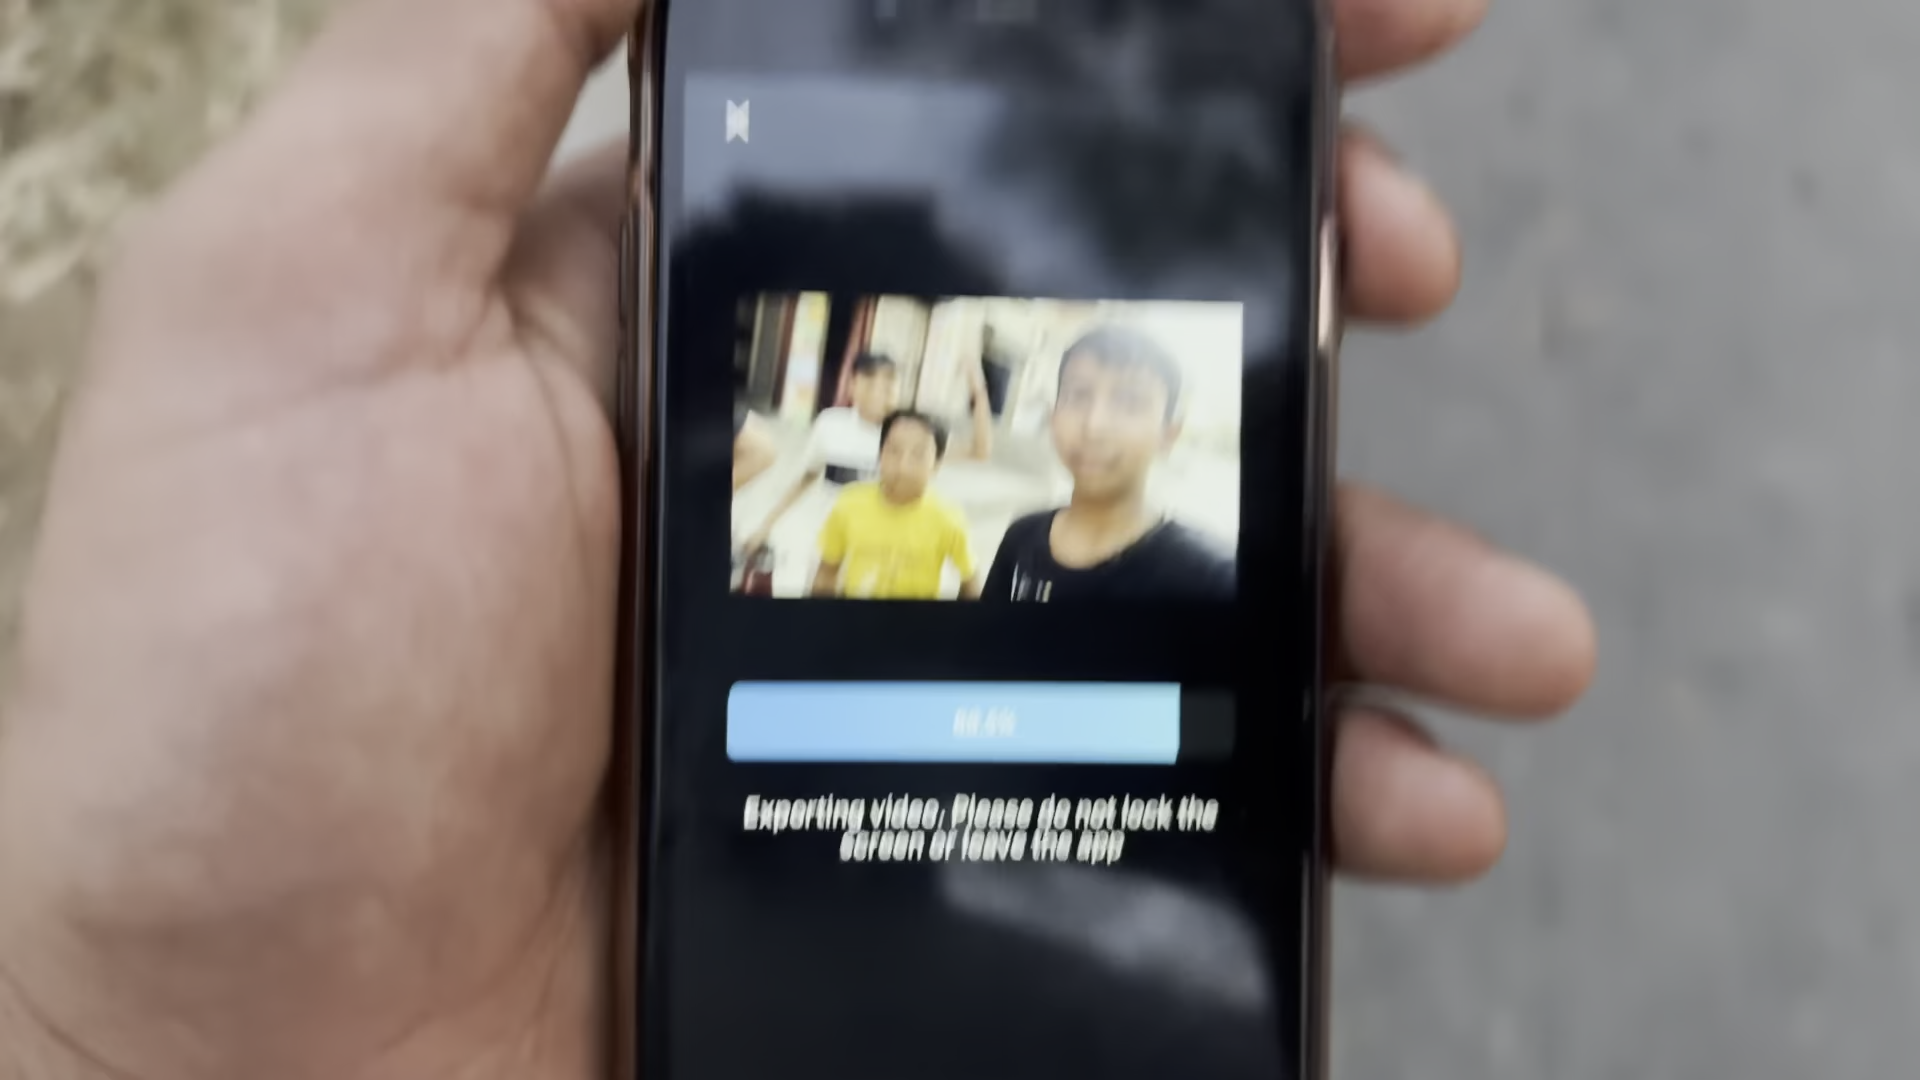 Exporting video, Please do not lock the
screen or leave the app